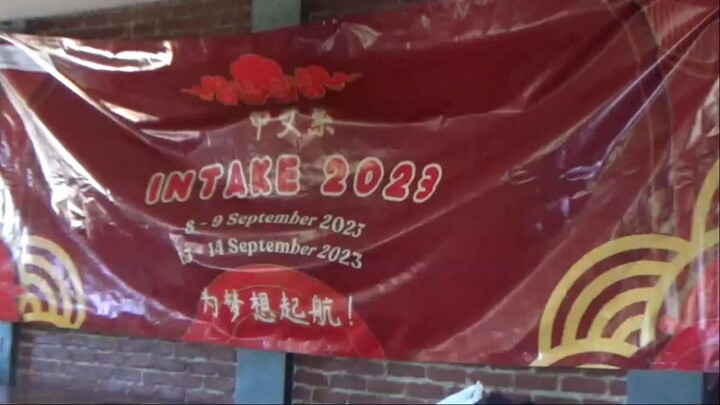 中文系
INTAKE 2023
8 - 9 September 2023
- 14 September 2023
为梦想起航！